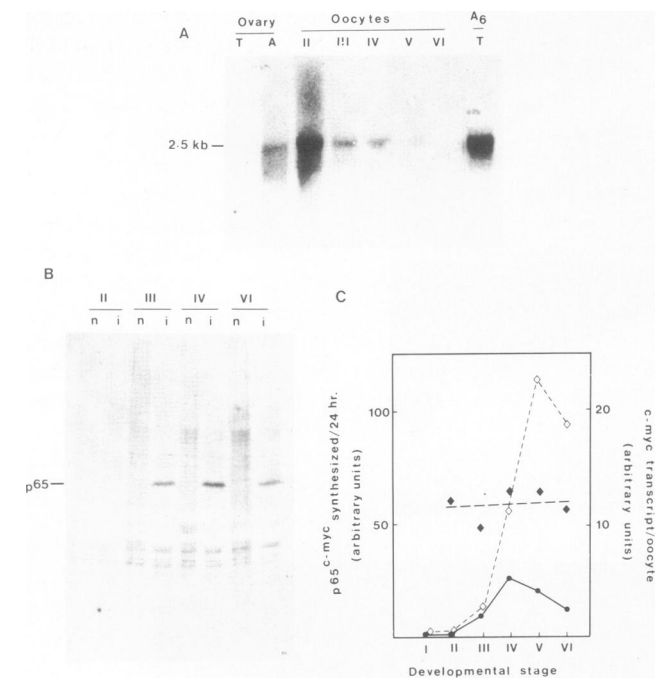 A
Ovary Oocytes A6
T A II III IV V VI T
2·5 kb
B
II III IV VI
n i n i n i n i
p65
C
p65c-myc synthesized/24 hr.
(arbitrary units)
100
50
20
10
c-myc transcript/oocyte
(arbitrary units)
I II III IV V VI
Developmental stage